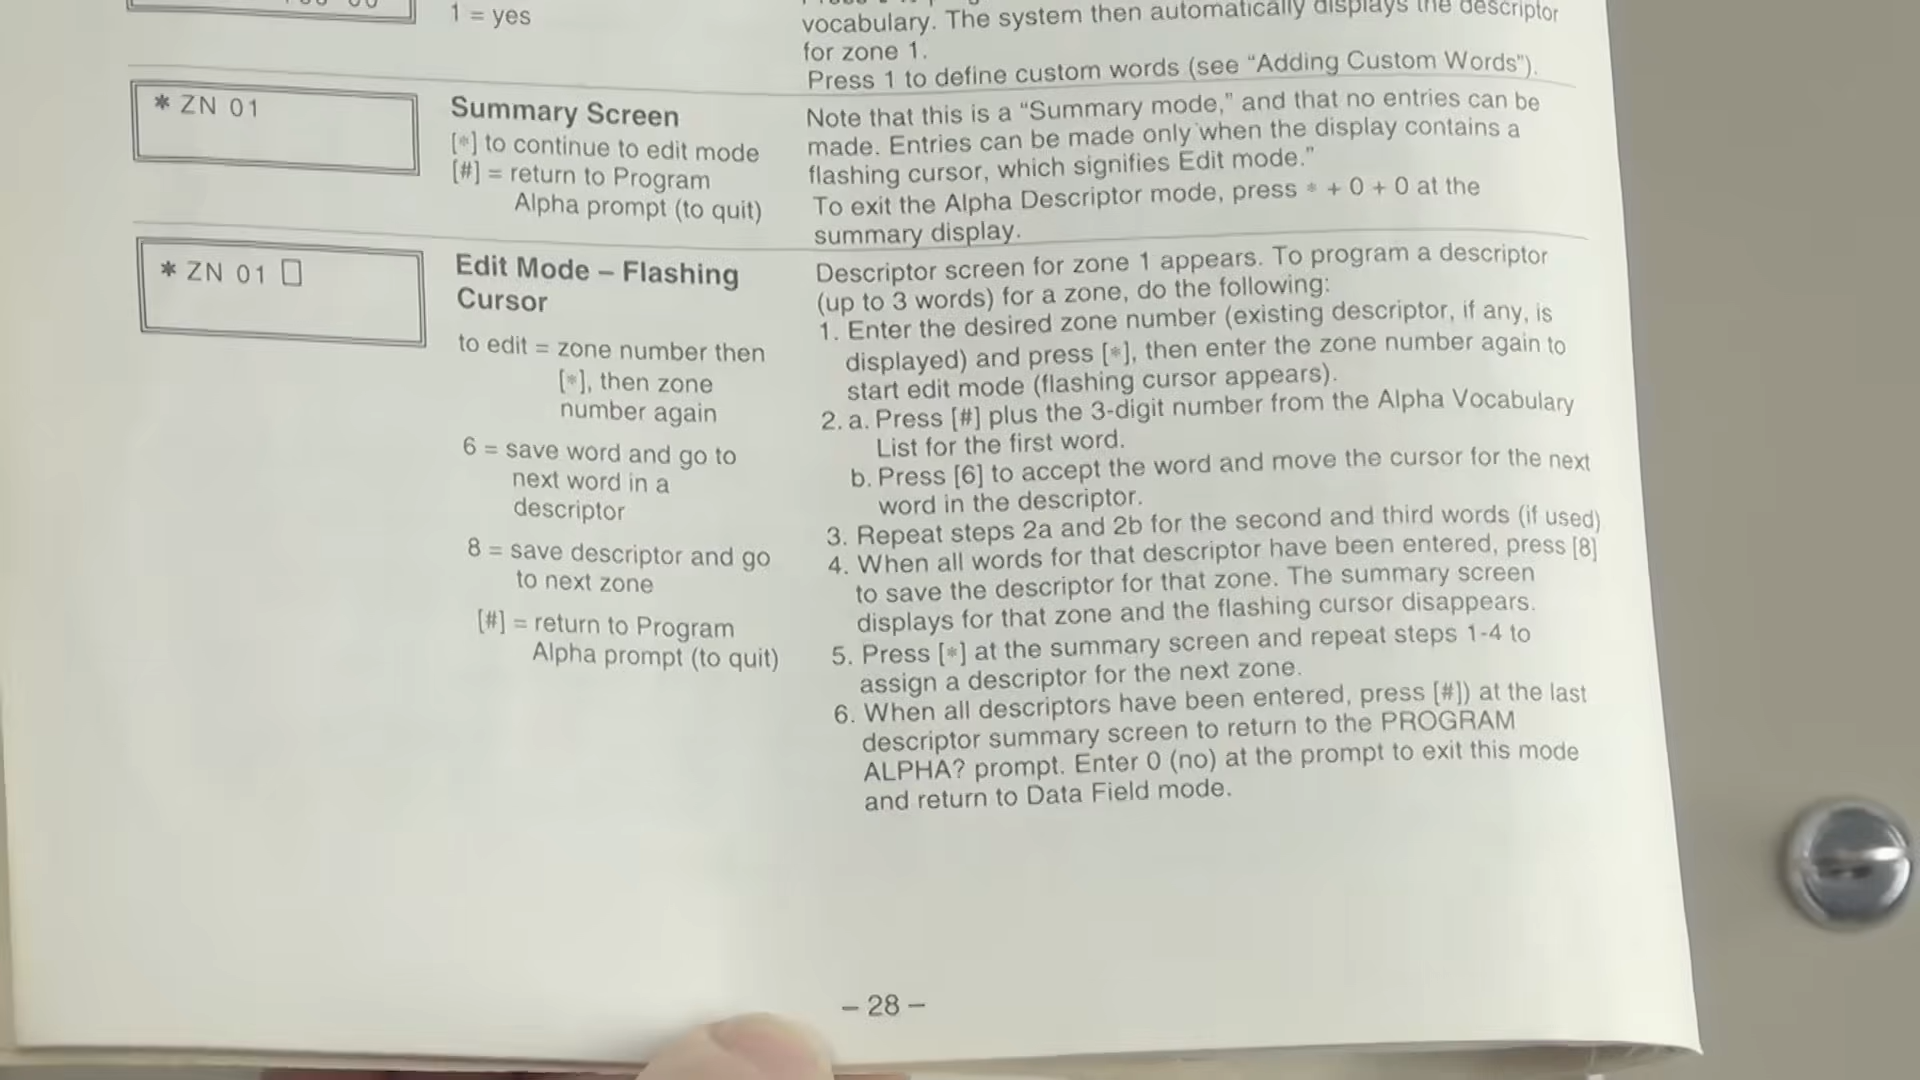 1 = yes
vocabulary. The system then automatically displays the descriptor
for zone 1.
Press 1 to define custom words (see “Adding Custom Words”).
* ZN 01
Summary Screen
[*] to continue to edit mode
[#] = return to Program
Alpha prompt (to quit)
Note that this is a “Summary mode,” and that no entries can be
made. Entries can be made only when the display contains a
flashing cursor, which signifies Edit mode.”
To exit the Alpha Descriptor mode, press * + 0 + 0 at the
summary display.
* ZN 01
Edit Mode – Flashing
Cursor
to edit = zone number then
[*], then zone
number again
6 = save word and go to
next word in a
descriptor
8 = save descriptor and go
to next zone
[#] = return to Program
Alpha prompt (to quit)
Descriptor screen for zone 1 appears. To program a descriptor
(up to 3 words) for a zone, do the following:
1. Enter the desired zone number (existing descriptor, if any, is
displayed) and press [*], then enter the zone number again to
start edit mode (flashing cursor appears).
2. a. Press [#] plus the 3-digit number from the Alpha Vocabulary
List for the first word.
b. Press [6] to accept the word and move the cursor for the next
word in the descriptor.
3. Repeat steps 2a and 2b for the second and third words (if used)
4. When all words for that descriptor have been entered, press [8]
to save the descriptor for that zone. The summary screen
displays for that zone and the flashing cursor disappears.
5. Press [*] at the summary screen and repeat steps 1-4 to
assign a descriptor for the next zone.
6. When all descriptors have been entered, press [#]) at the last
descriptor summary screen to return to the PROGRAM
ALPHA? prompt. Enter 0 (no) at the prompt to exit this mode
and return to Data Field mode.
– 28 –